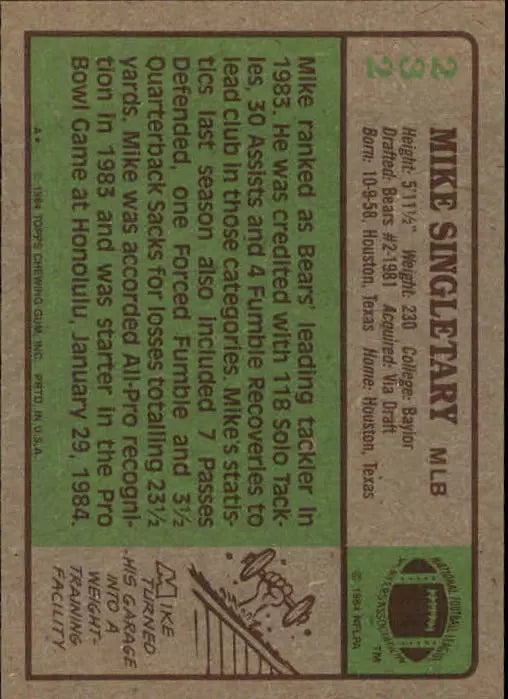 232
MIKE SINGLETARY MLB
Height: 5'11½" Weight: 230 College: Baylor
Drafted: Bears #2-1981 Acquired: Via Draft
Born: 10-9-58, Houston, Texas Home: Houston, Texas
NATIONAL FOOTBALL LEAGUE
PLAYERS ASSOCIATION
TM
© 1984 NFLPA
Mike ranked as Bears' leading tackler in
1983. He was credited with 118 Solo Tack-
les, 30 Assists and 4 Fumble Recoveries to
lead club in those categories. Mike's statis-
tics last season also included 7 Passes
Defended, one Forced Fumble and 3½
Quarterback Sacks for losses totalling 23½
yards. Mike was accorded All-Pro recogni-
tion in 1983 and was starter in the Pro
Bowl Game at Honolulu, January 29, 1984.
MIKE
TURNED
HIS GARAGE
INTO A
WEIGHT-
TRAINING
FACILITY
A* © 1984 TOPPS CHEWING GUM, INC. PRTD. IN U.S.A.